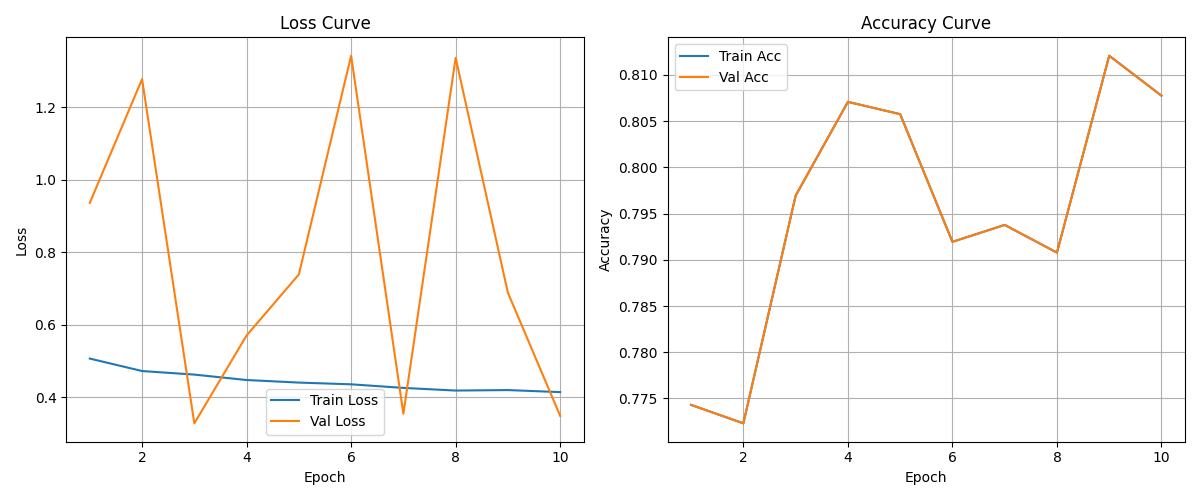 Loss Curve
1.2
1.0
0.8
0.6
0.4
Loss
Train Loss
Val Loss
2 4 6 8 10
Epoch
Accuracy Curve
Train Acc
Val Acc
0.810
0.805
0.800
0.795
0.790
0.785
0.780
0.775
Accuracy
2 4 6 8 10
Epoch